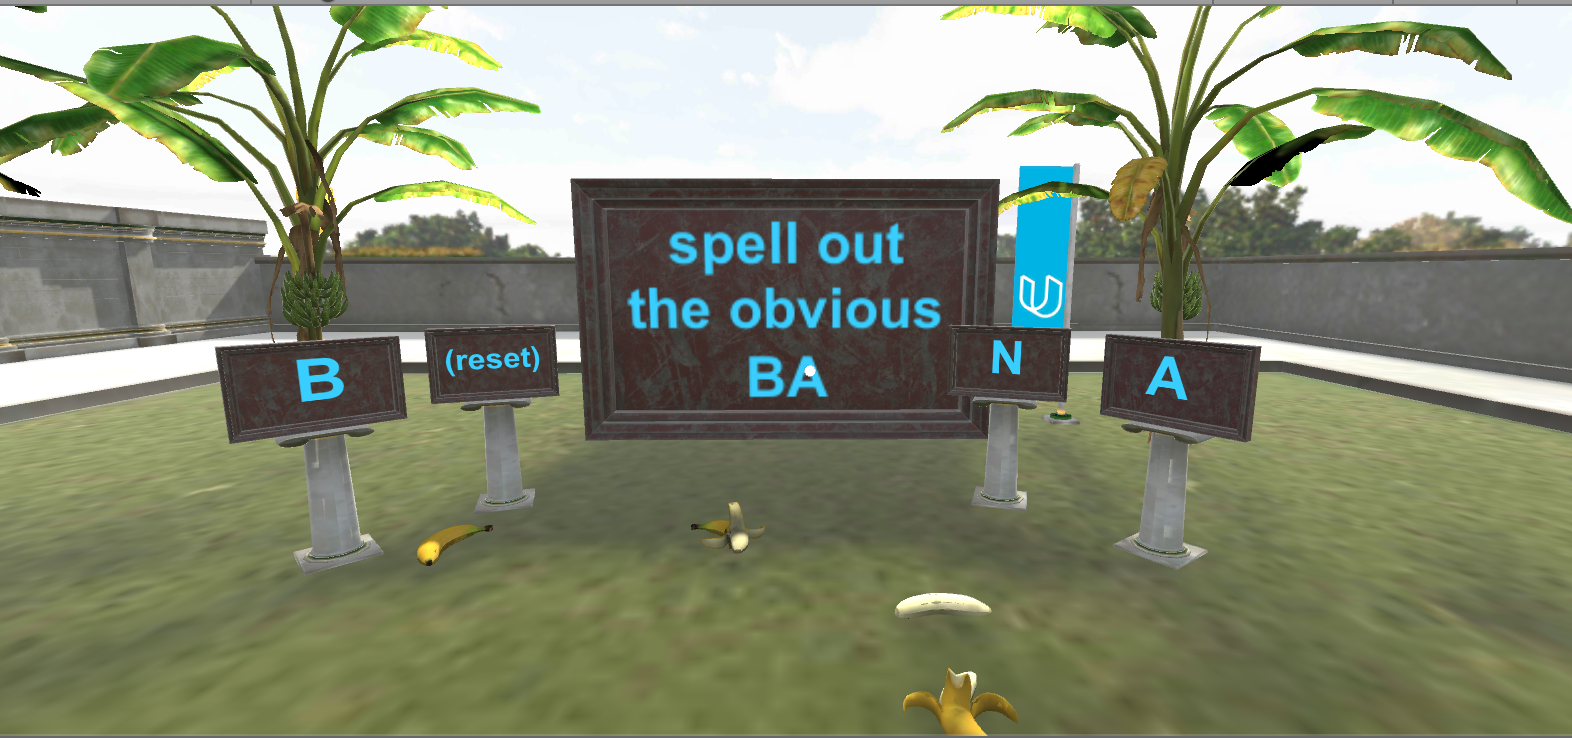 spell out
the obvious
BA
B
(reset)
N
A